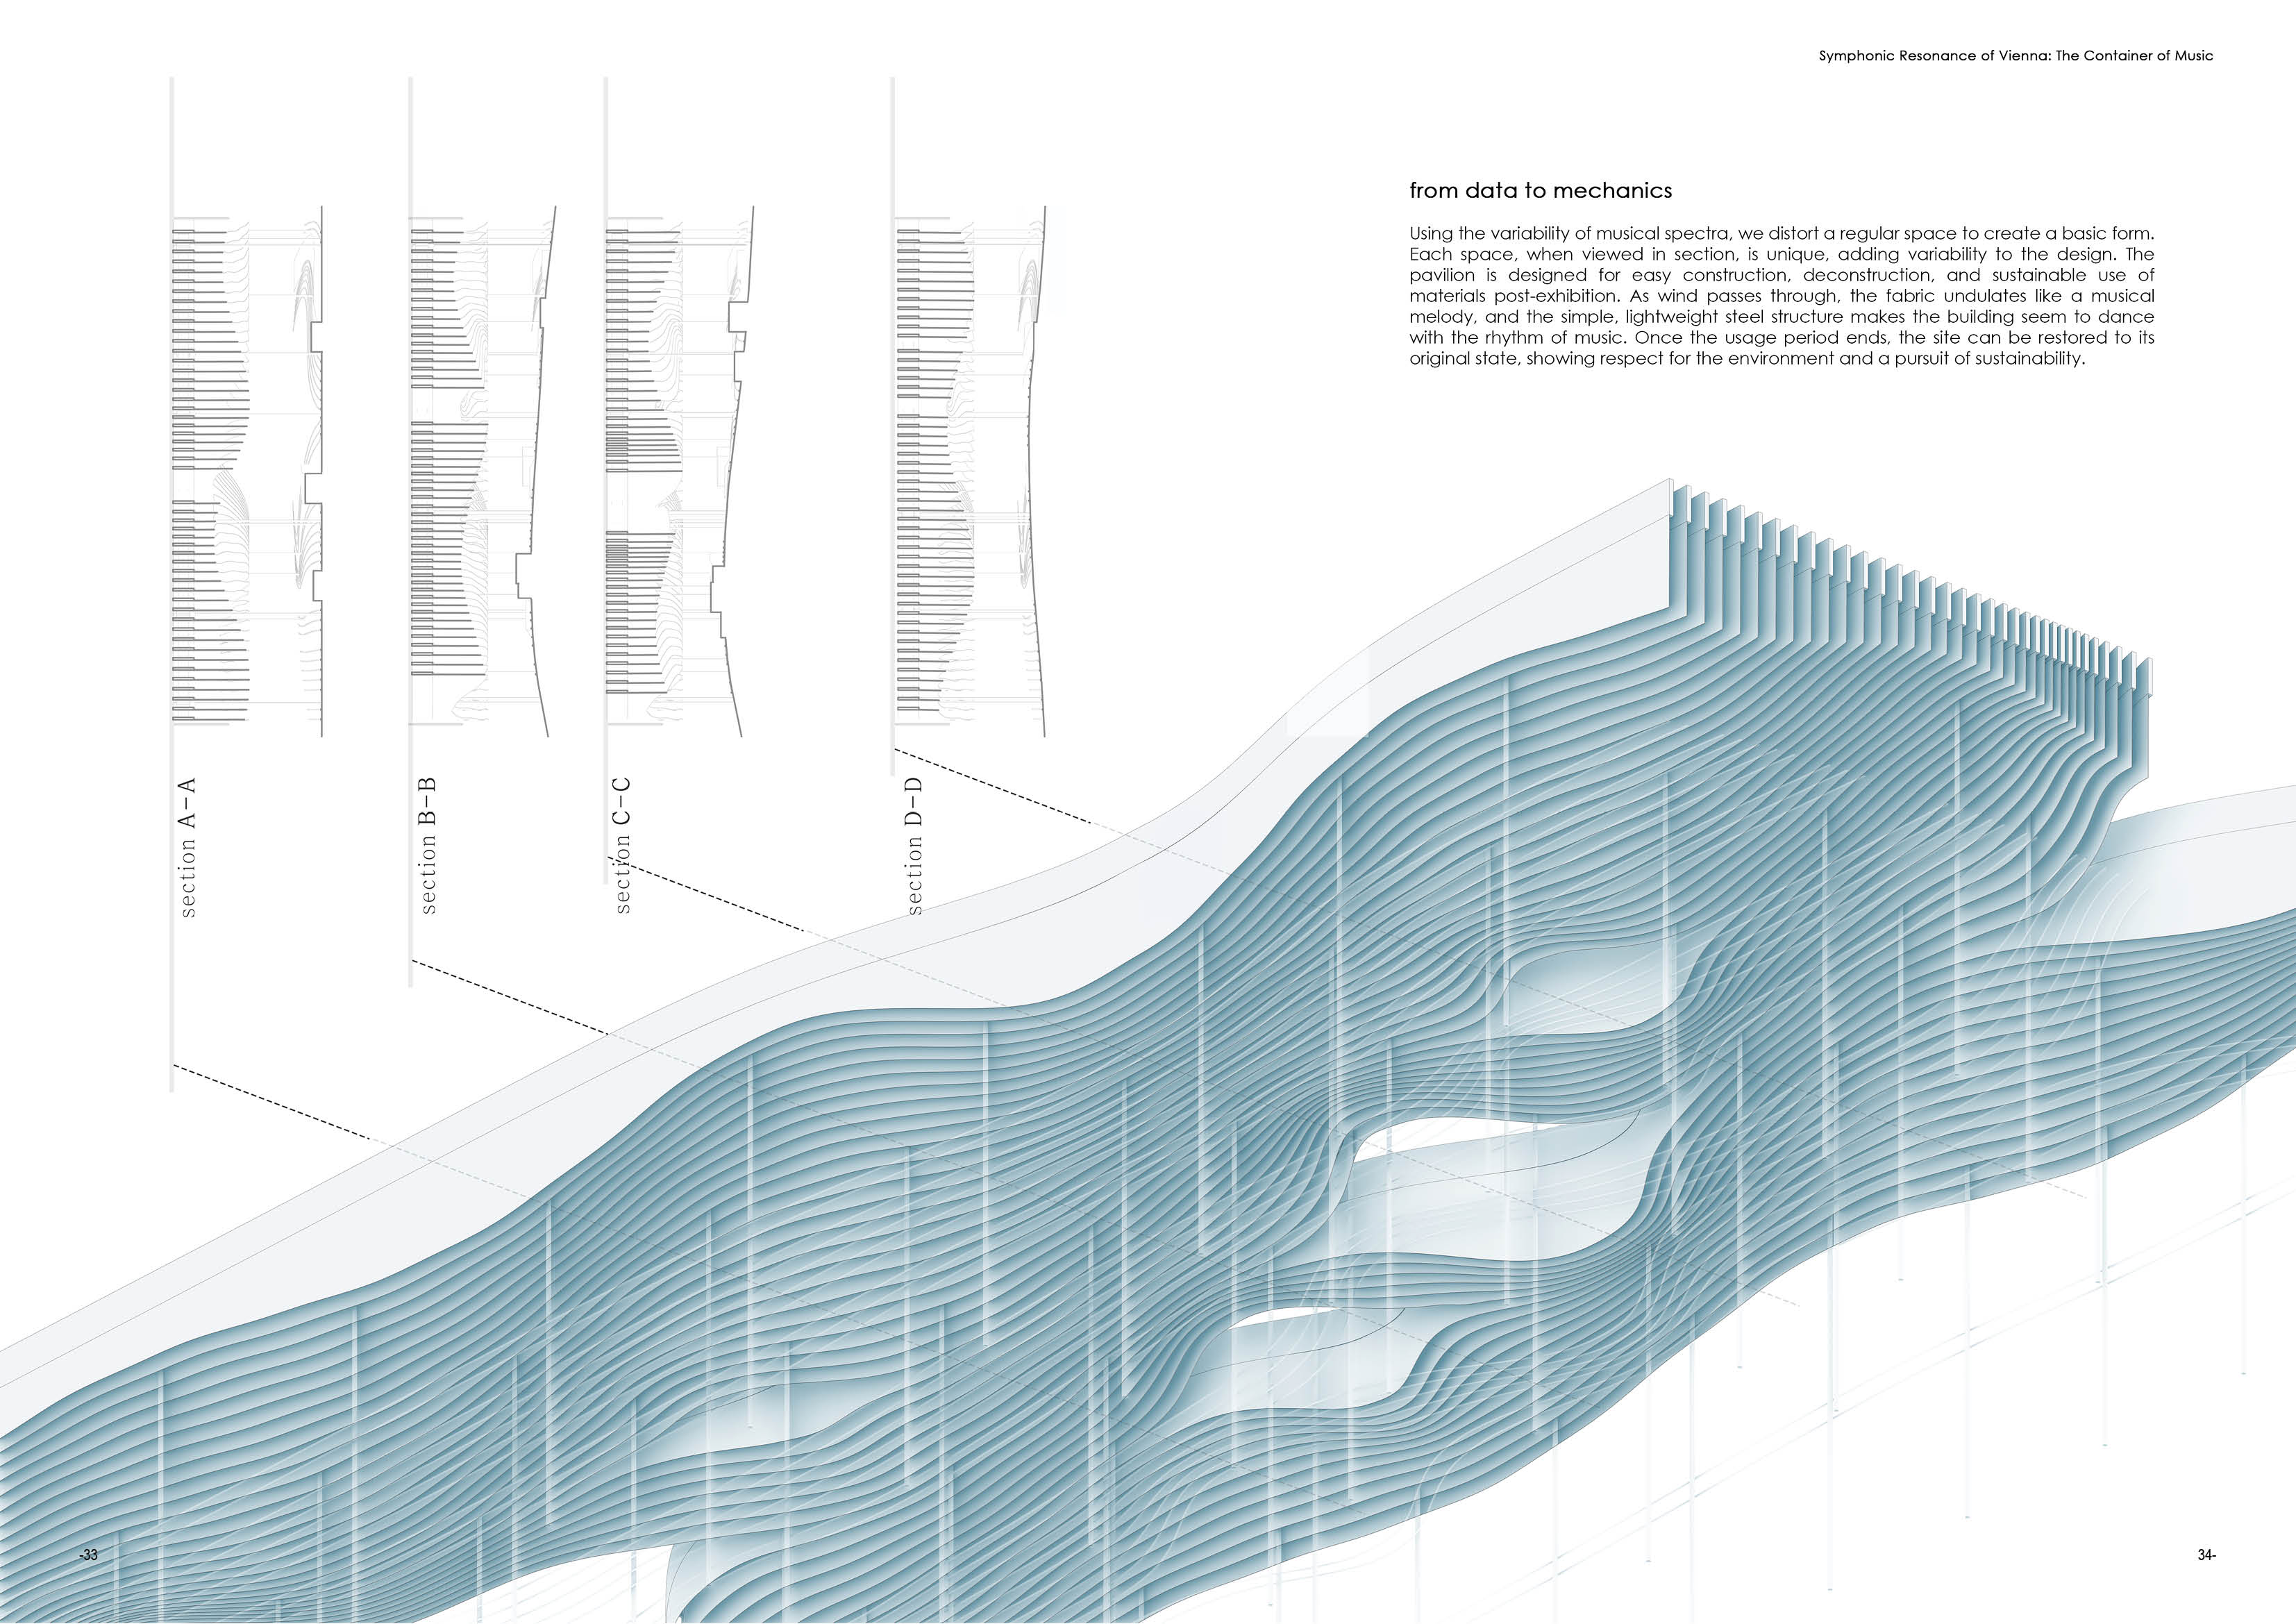 Symphonic Resonance of Vienna: The Container of Music
from data to mechanics
Using the variability of musical spectra, we distort a regular space to create a basic form.
Each space, when viewed in section, is unique, adding variability to the design. The
pavilion is designed for easy construction, deconstruction, and sustainable use of
materials post-exhibition. As wind passes through, the fabric undulates like a musical
melody, and the simple, lightweight steel structure makes the building seem to dance
with the rhythm of music. Once the usage period ends, the site can be restored to its
original state, showing respect for the environment and a pursuit of sustainability.
section A-A
section B-B
section C-C
section D-D
-33
34-